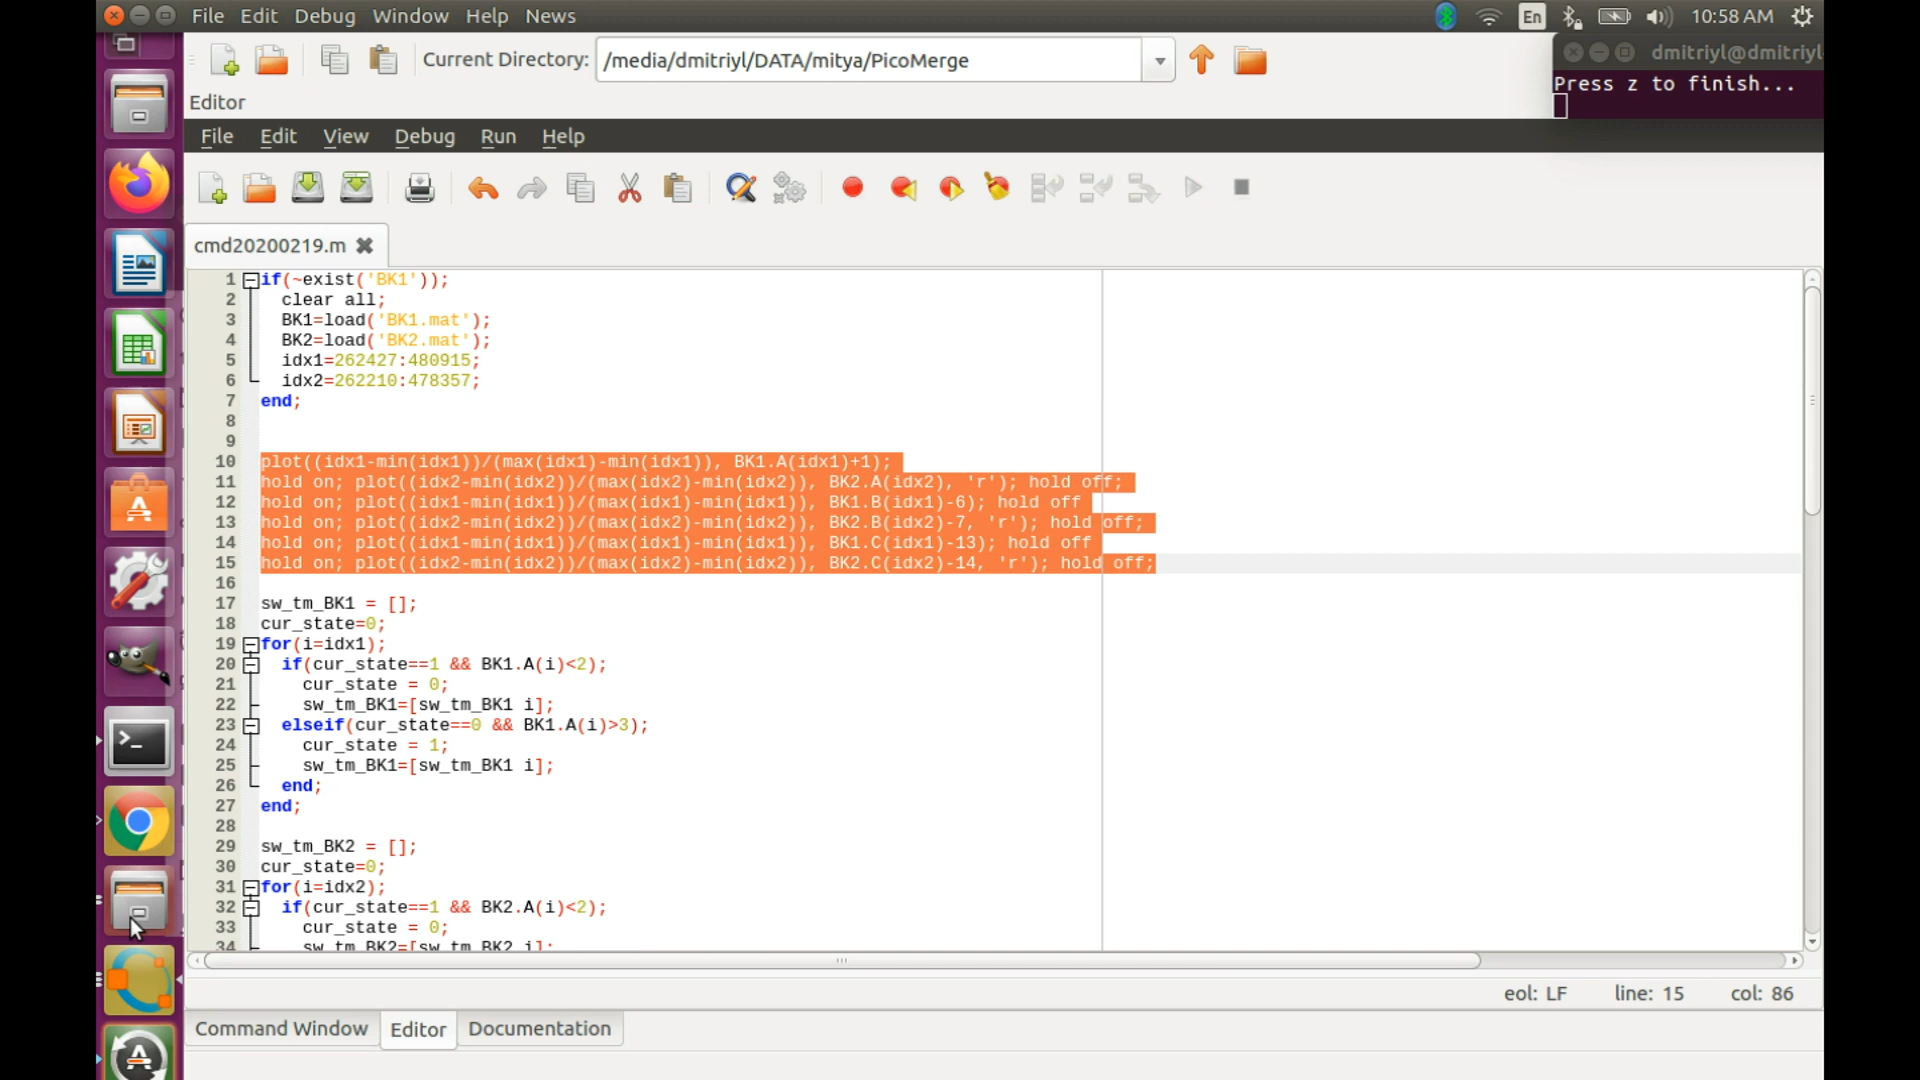 File Edit Debug Window Help News
En 10:58 AM
Current Directory: /media/dmitriyl/DATA/mitya/PicoMerge
dmitriyl@dmitriyl
Press z to finish...
Editor
File Edit View Debug Run Help
cmd20200219.m
1 if(~exist('BK1'));
2 clear all;
3 BK1=load('BK1.mat');
4 BK2=load('BK2.mat');
5 idx1=262427:480915;
6 idx2=262210:478357;
7 end;
8
9
10 plot((idx1-min(idx1))/(max(idx1)-min(idx1)), BK1.A(idx1)+1);
11 hold on; plot((idx2-min(idx2))/(max(idx2)-min(idx2)), BK2.A(idx2), 'r'); hold off;
12 hold on; plot((idx1-min(idx1))/(max(idx1)-min(idx1)), BK1.B(idx1)-6); hold off
13 hold on; plot((idx2-min(idx2))/(max(idx2)-min(idx2)), BK2.B(idx2)-7, 'r'); hold off;
14 hold on; plot((idx1-min(idx1))/(max(idx1)-min(idx1)), BK1.C(idx1)-13); hold off
15 hold on; plot((idx2-min(idx2))/(max(idx2)-min(idx2)), BK2.C(idx2)-14, 'r'); hold off;
16
17 sw_tm_BK1 = [];
18 cur_state=0;
19 for(i=idx1);
20 if(cur_state==1 && BK1.A(i)<2);
21 cur_state = 0;
22 sw_tm_BK1=[sw_tm_BK1 i];
23 elseif(cur_state==0 && BK1.A(i)>3);
24 cur_state = 1;
25 sw_tm_BK1=[sw_tm_BK1 i];
26 end;
27 end;
28
29 sw_tm_BK2 = [];
30 cur_state=0;
31 for(i=idx2);
32 if(cur_state==1 && BK2.A(i)<2);
33 cur_state = 0;
34 sw_tm_BK2=[sw_tm_BK2 i];
eol: LF line: 15 col: 86
Command Window Editor Documentation